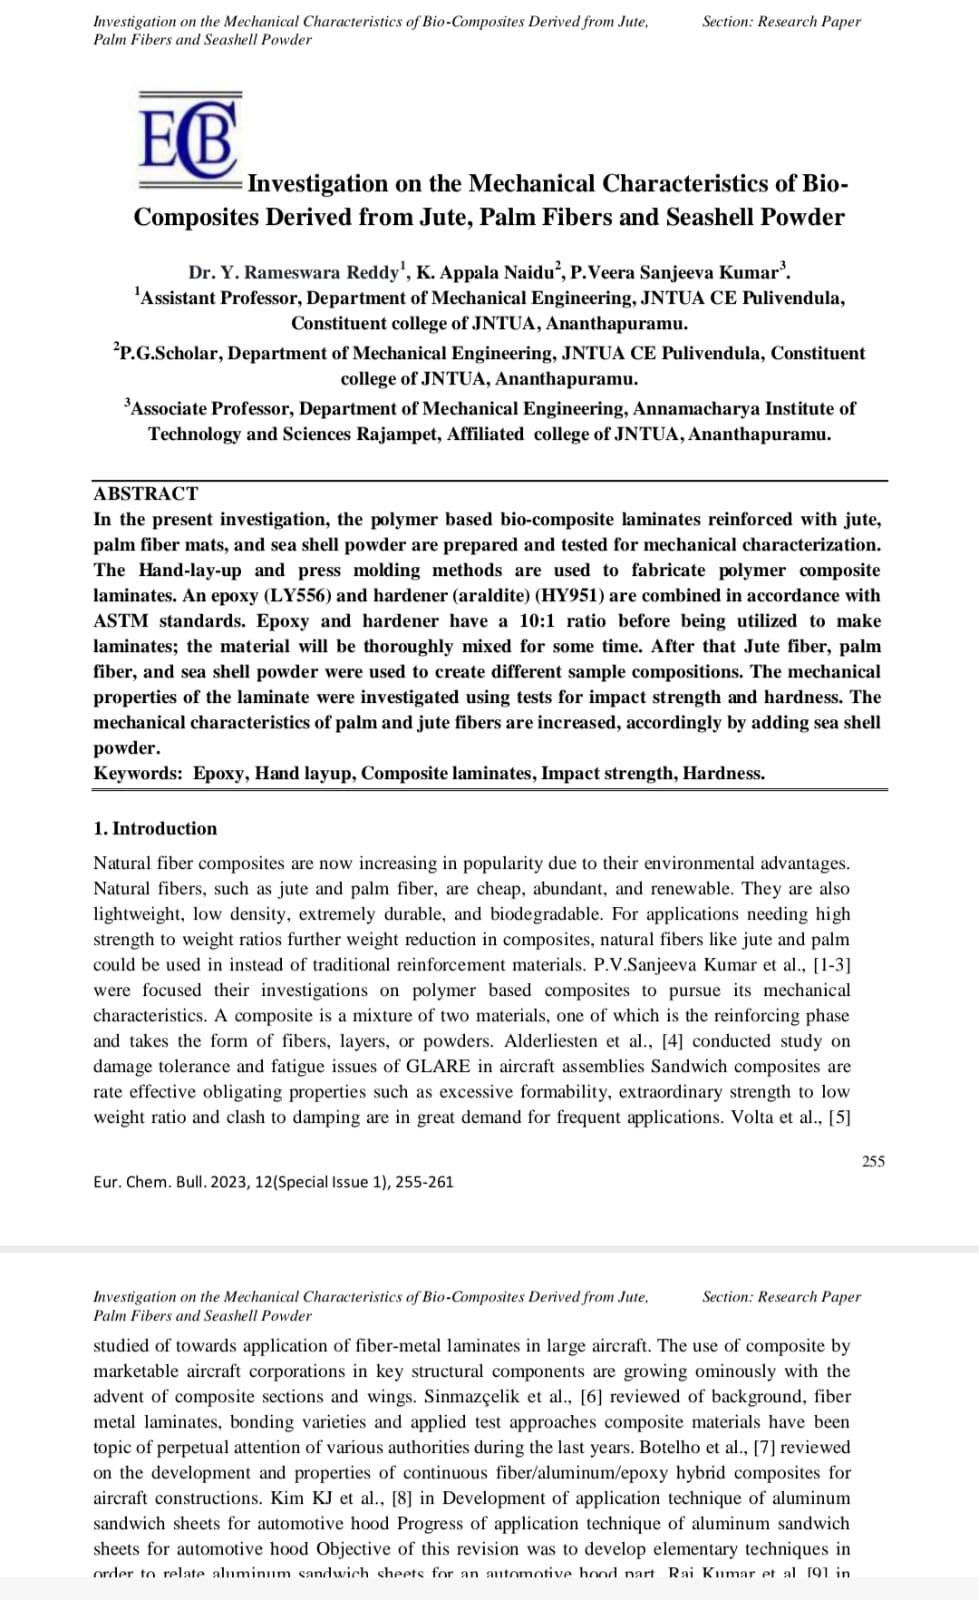 Investigation on the Mechanical Characteristics of Bio-Composites Derived from Jute, Section: Research Paper
Palm Fibers and Seashell Powder
ECB
Investigation on the Mechanical Characteristics of Bio-
Composites Derived from Jute, Palm Fibers and Seashell Powder
Dr. Y. Rameswara Reddy1, K. Appala Naidu2, P.Veera Sanjeeva Kumar3.
1Assistant Professor, Department of Mechanical Engineering, JNTUA CE Pulivendula,
Constituent college of JNTUA, Ananthapuramu.
2P.G.Scholar, Department of Mechanical Engineering, JNTUA CE Pulivendula, Constituent
college of JNTUA, Ananthapuramu.
3Associate Professor, Department of Mechanical Engineering, Annamacharya Institute of
Technology and Sciences Rajampet, Affiliated college of JNTUA, Ananthapuramu.
ABSTRACT
In the present investigation, the polymer based bio-composite laminates reinforced with jute,
palm fiber mats, and sea shell powder are prepared and tested for mechanical characterization.
The Hand-lay-up and press molding methods are used to fabricate polymer composite
laminates. An epoxy (LY556) and hardener (araldite) (HY951) are combined in accordance with
ASTM standards. Epoxy and hardener have a 10:1 ratio before being utilized to make
laminates; the material will be thoroughly mixed for some time. After that Jute fiber, palm
fiber, and sea shell powder were used to create different sample compositions. The mechanical
properties of the laminate were investigated using tests for impact strength and hardness. The
mechanical characteristics of palm and jute fibers are increased, accordingly by adding sea shell
powder.
Keywords: Epoxy, Hand layup, Composite laminates, Impact strength, Hardness.
1. Introduction
Natural fiber composites are now increasing in popularity due to their environmental advantages.
Natural fibers, such as jute and palm fiber, are cheap, abundant, and renewable. They are also
lightweight, low density, extremely durable, and biodegradable. For applications needing high
strength to weight ratios further weight reduction in composites, natural fibers like jute and palm
could be used in instead of traditional reinforcement materials. P.V.Sanjeeva Kumar et al., [1-3]
were focused their investigations on polymer based composites to pursue its mechanical
characteristics. A composite is a mixture of two materials, one of which is the reinforcing phase
and takes the form of fibers, layers, or powders. Alderliesten et al., [4] conducted study on
damage tolerance and fatigue issues of GLARE in aircraft assemblies Sandwich composites are
rate effective obligating properties such as excessive formability, extraordinary strength to low
weight ratio and clash to damping are in great demand for frequent applications. Volta et al., [5]
255
Eur. Chem. Bull. 2023, 12(Special Issue 1), 255-261
Investigation on the Mechanical Characteristics of Bio-Composites Derived from Jute, Section: Research Paper
Palm Fibers and Seashell Powder
studied of towards application of fiber-metal laminates in large aircraft. The use of composite by
marketable aircraft corporations in key structural components are growing ominously with the
advent of composite sections and wings. Sinmazçelik et al., [6] reviewed of background, fiber
metal laminates, bonding varieties and applied test approaches composite materials have been
topic of perpetual attention of various authorities during the last years. Botelho et al., [7] reviewed
on the development and properties of continuous fiber/aluminum/epoxy hybrid composites for
aircraft constructions. Kim KJ et al., [8] in Development of application technique of aluminum
sandwich sheets for automotive hood Progress of application technique of aluminum sandwich
sheets for automotive hood Objective of this revision was to develop elementary techniques in
order to relate aluminum sandwich sheets for an automotive hood part. Raj Kumar et al. [9] in